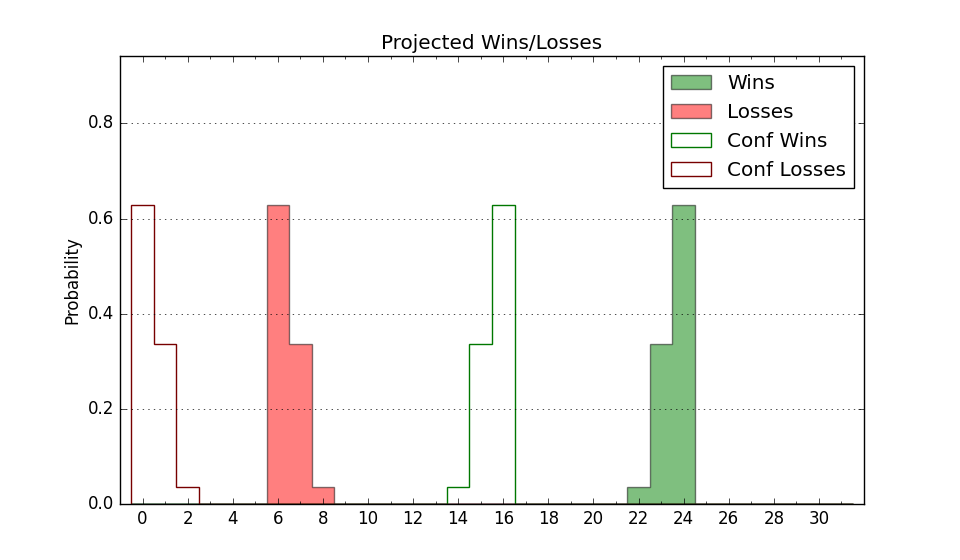 Projected Wins/Losses
Wins
Losses
Conf Wins
Conf Losses
Probability
0.8
0.6
0.4
0.2
0.0
0 2 4 6 8 10 12 14 16 18 20 22 24 26 28 30